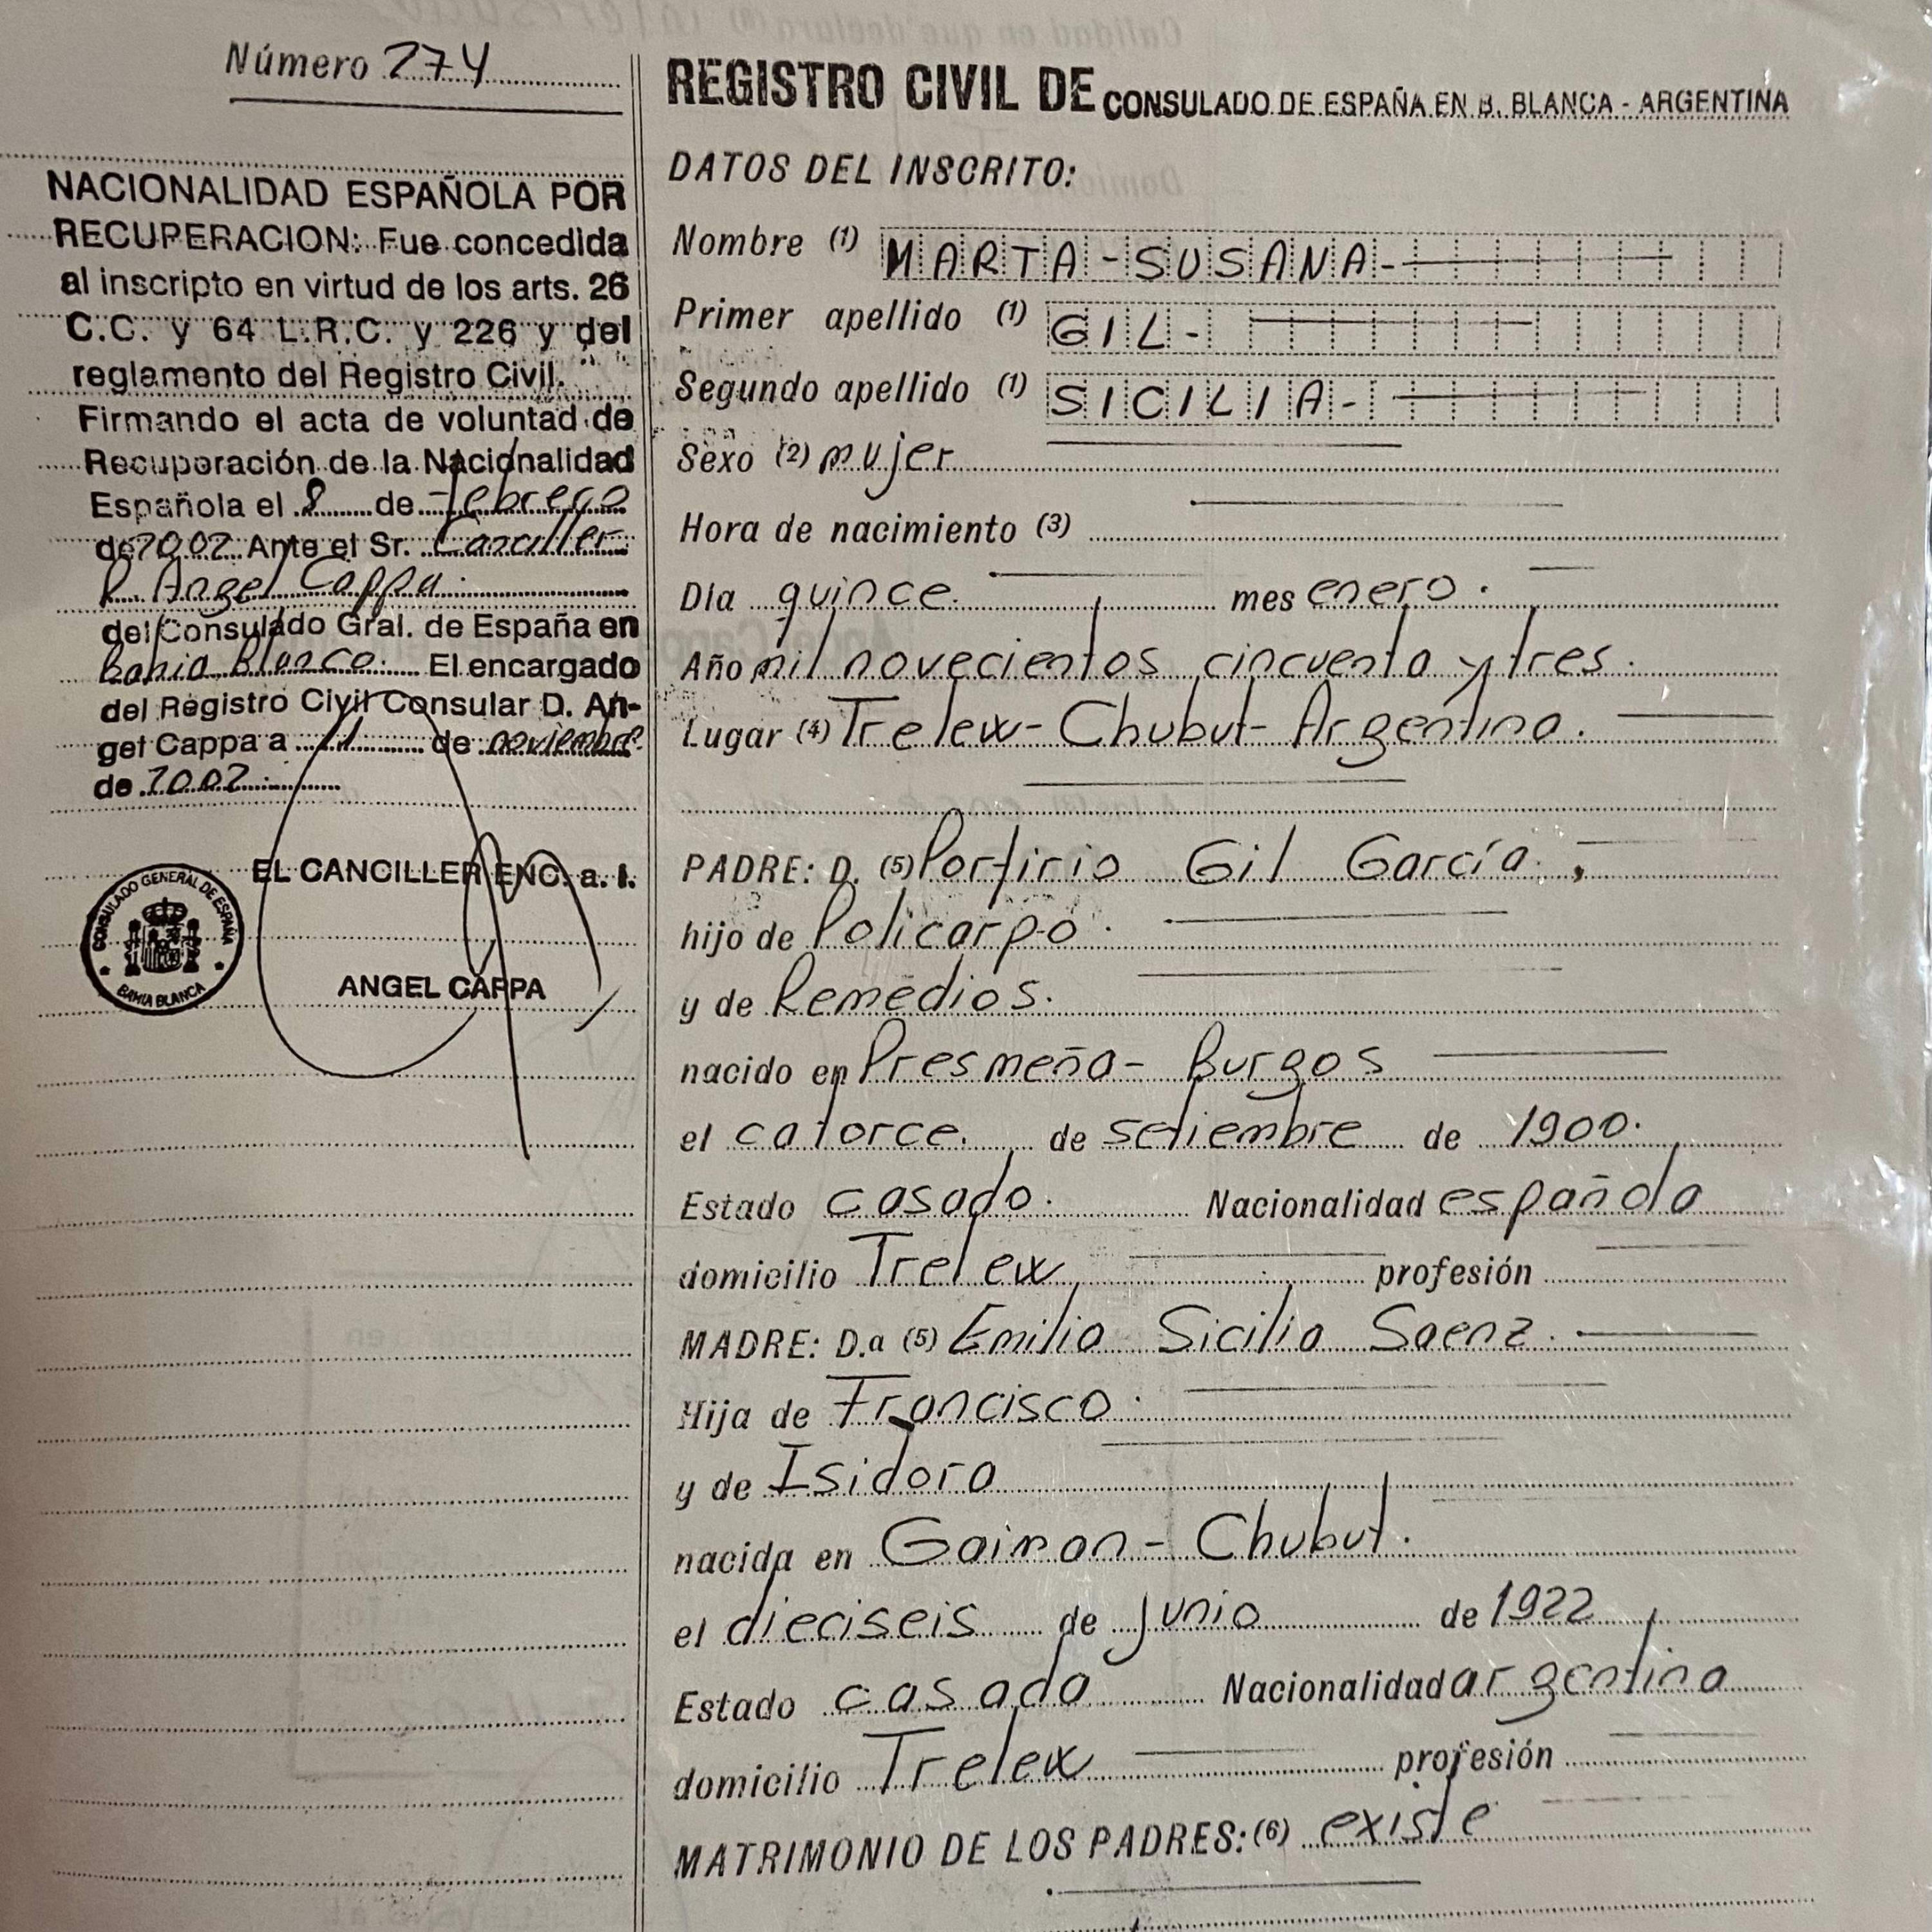 Número 274
NACIONALIDAD ESPAÑOLA POR
RECUPERACION: Fue concedida
al inscripto en virtud de los arts. 26
C.C. y 64 L.R.C. y 226 y del
reglamento del Registro Civil.
Firmando el acta de voluntad de
Recuperación de la Nacionalidad
Española el 8 de febrero
de 2002 Ante el Sr. Canciller
D. Angel Cappa.
del Consulado Gral. de España en
Bahia Blanca. El encargado
del Registro Civil Consular D. An-
gel Cappa a 11 de noviembre
de 2002.
EL CANCILLER ENC. a. i.
CONSULADO GENERAL DE ESPAÑA
BAHIA BLANCA
ANGEL CAPPA
REGISTRO CIVIL DE CONSULADO DE ESPAÑA EN B. BLANCA - ARGENTINA
DATOS DEL INSCRITO:
Nombre (1) MARTA-SUSANA-
Primer apellido (1) GIL-
Segundo apellido (1) SICILIA-
Sexo (2) mujer
Hora de nacimiento (3)
Día quince. mes enero.
Año mil novecientos cincuenta y tres.
Lugar (4) Trelew- Chubut- Argentina.
PADRE: D. (5) Porfirio Gil García.
hijo de Policarpo.
y de Remedios.
nacido en Presmeña- Burgos
el catorce. de setiembre de 1900.
Estado casado. Nacionalidad española
domicilio Trelew profesión
MADRE: D.a (5) Emilia Sicilia Saenz.
Hija de Francisco.
y de Isidora
nacida en Gaiman- Chubut.
el dieciseis de junio de 1922
Estado casada Nacionalidad argentina
domicilio Trelew profesión
MATRIMONIO DE LOS PADRES: (6) existe